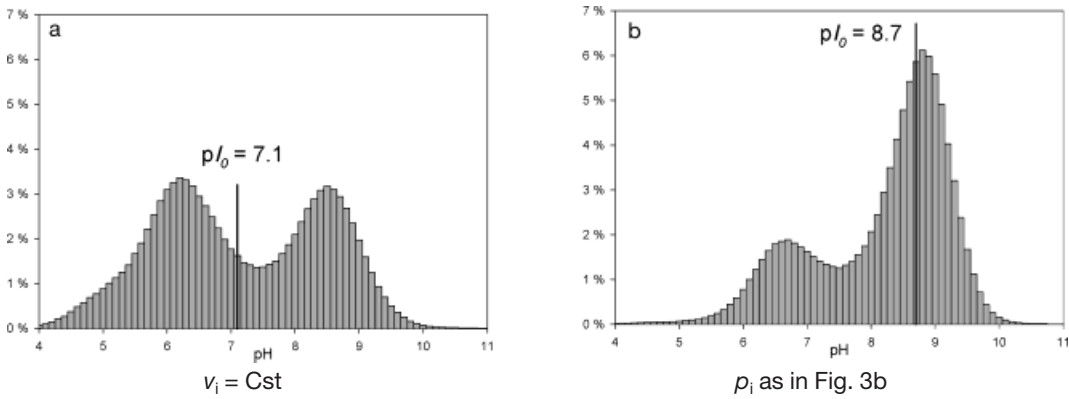 a
pI₀ = 7.1
7 %
6 %
5 %
4 %
3 %
2 %
1 %
0 %
4 5 6 7 8 9 10 11
pH
vᵢ = Cst
b
pI₀ = 8.7
7 %
6 %
5 %
4 %
3 %
2 %
1 %
0 %
4 5 6 7 8 9 10 11
pH
pᵢ as in Fig. 3b